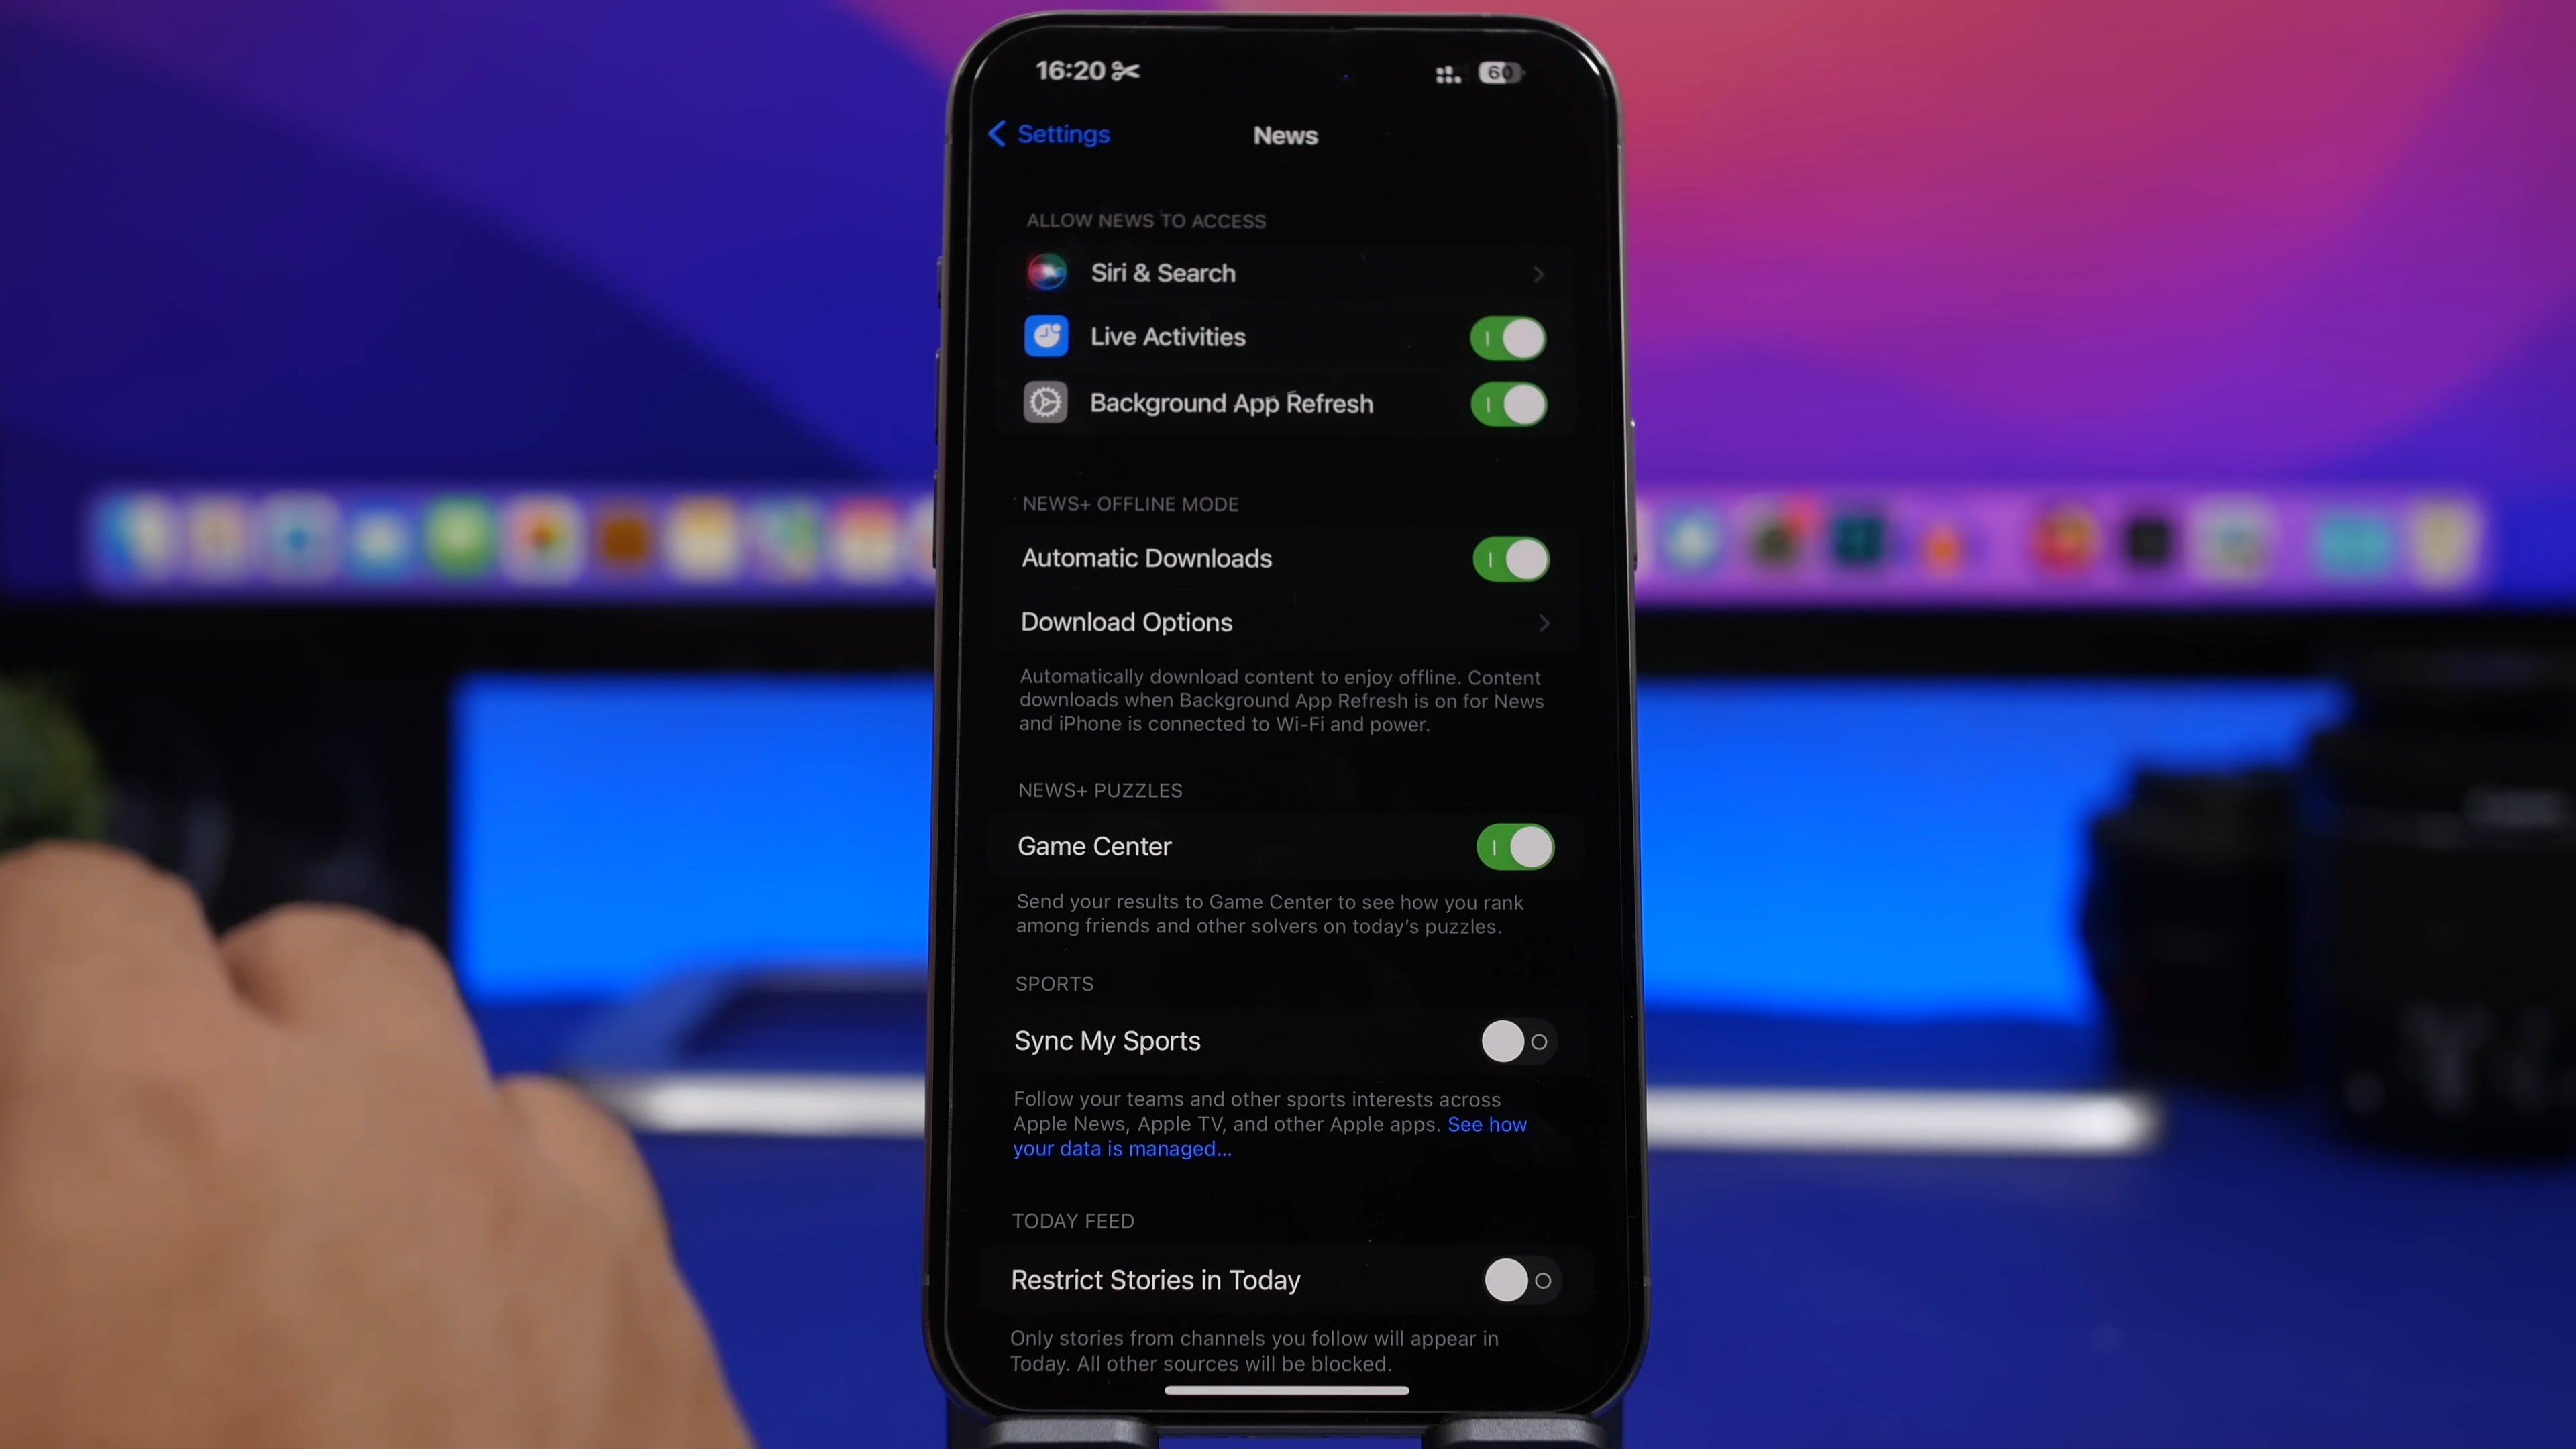 16:20
60
Settings
News
ALLOW NEWS TO ACCESS
Siri & Search
Live Activities
Background App Refresh
NEWS+ OFFLINE MODE
Automatic Downloads
Download Options
Automatically download content to enjoy offline. Content
downloads when Background App Refresh is on for News
and iPhone is connected to Wi-Fi and power.
NEWS+ PUZZLES
Game Center
Send your results to Game Center to see how you rank
among friends and other solvers on today's puzzles.
SPORTS
Sync My Sports
Follow your teams and other sports interests across
Apple News, Apple TV, and other Apple apps. See how
your data is managed...
TODAY FEED
Restrict Stories in Today
Only stories from channels you follow will appear in
Today. All other sources will be blocked.